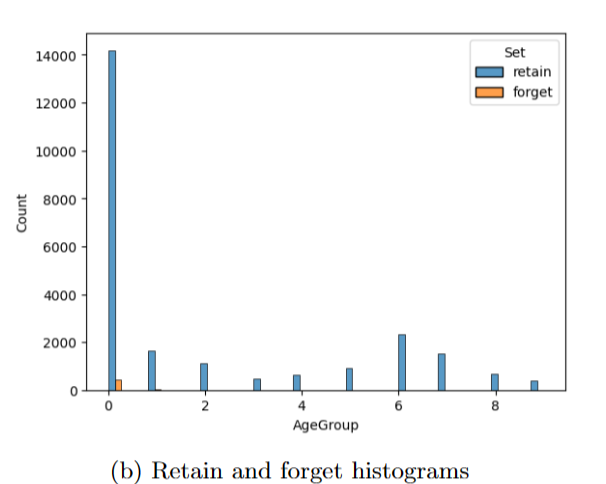 Set
retain
forget
14000
12000
10000
8000
6000
4000
2000
0
Count
0 2 4 6 8
AgeGroup
(b) Retain and forget histograms